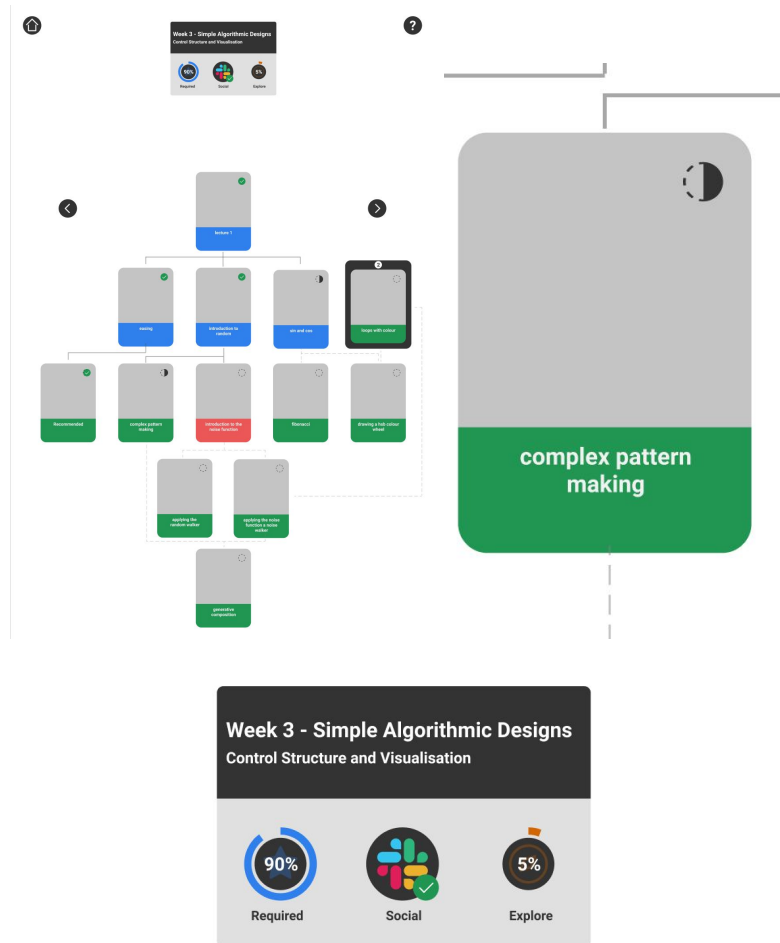 ?
Week 3 - Simple Algorithmic Designs
Control Structure and Visualisation
90%
5%
Required
Social
Explore
lecture 1
2
easing
introduction to
random
sin and cos
loops with colour
Recommended
complex pattern
making
introduction to the
noise function
fibonacci
drawing a hsb colour
wheel
applying the
random walker
applying the noise
function a noise
walker
generative
composition
complex pattern
making
Week 3 - Simple Algorithmic Designs
Control Structure and Visualisation
90%
5%
Required
Social
Explore